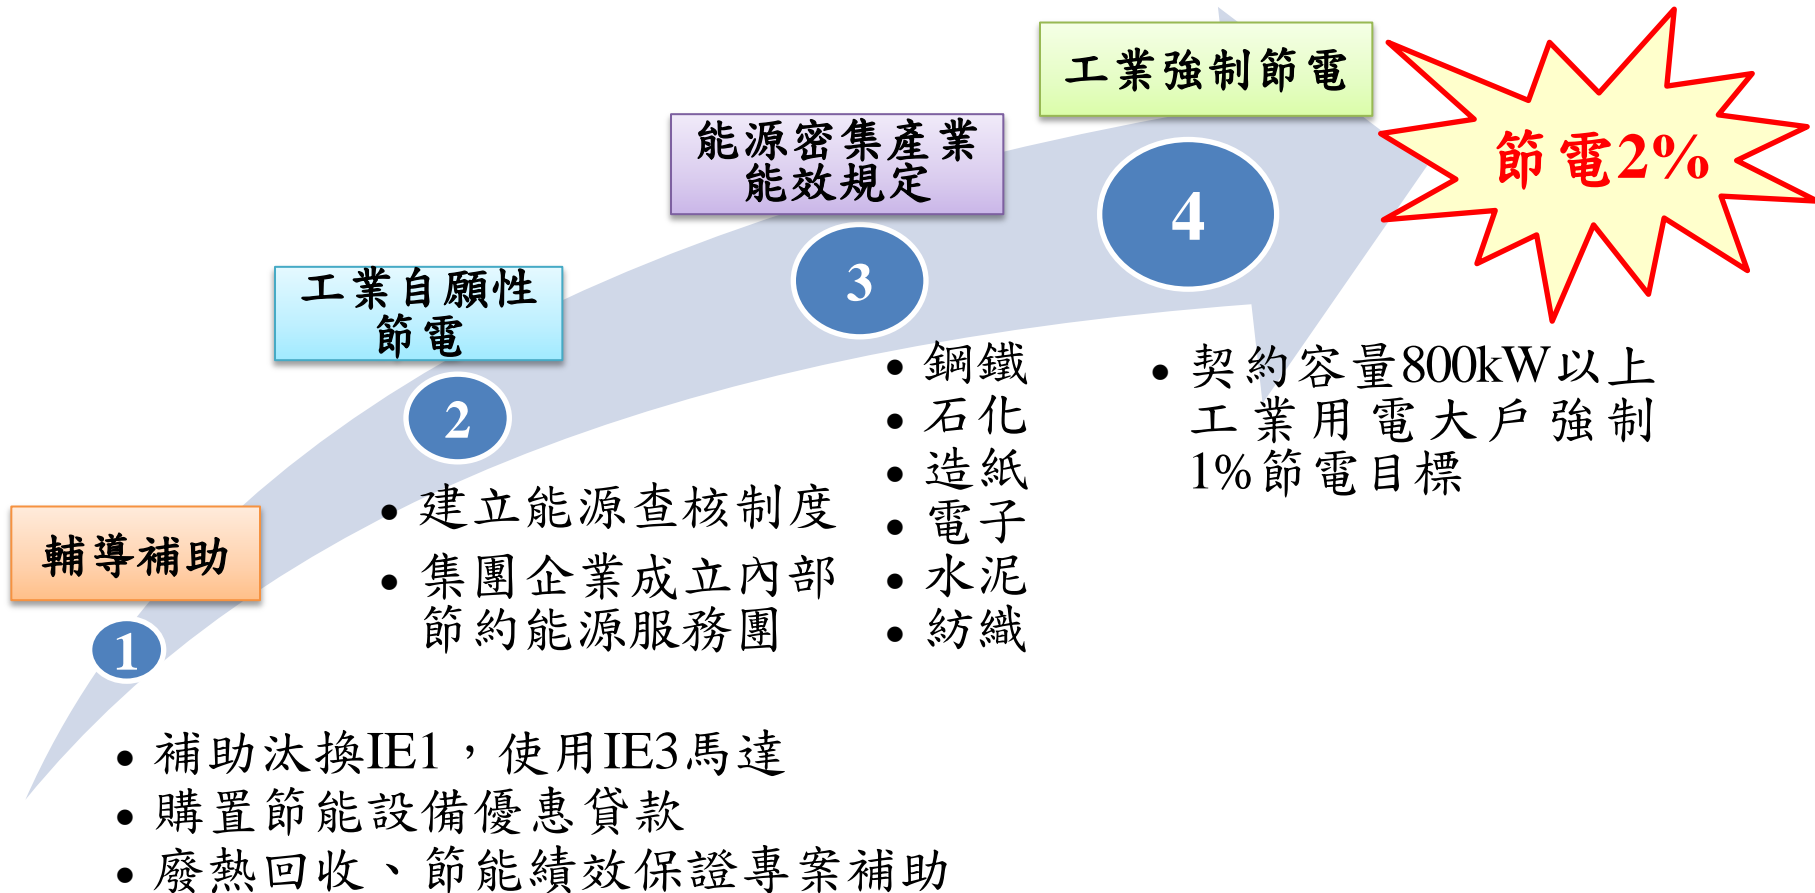 輔導補助
1
補助汰換IE1，使用IE3馬達
購置節能設備優惠貸款
廢熱回收、節能績效保證專案補助
工業自願性
節電
2
建立能源查核制度
集團企業成立內部
節約能源服務團
能源密集產業
能效規定
3
鋼鐵
石化
造紙
電子
水泥
紡織
工業強制節電
4
契約容量800kW以上
工業用電大戶強制
1%節電目標
節電2%